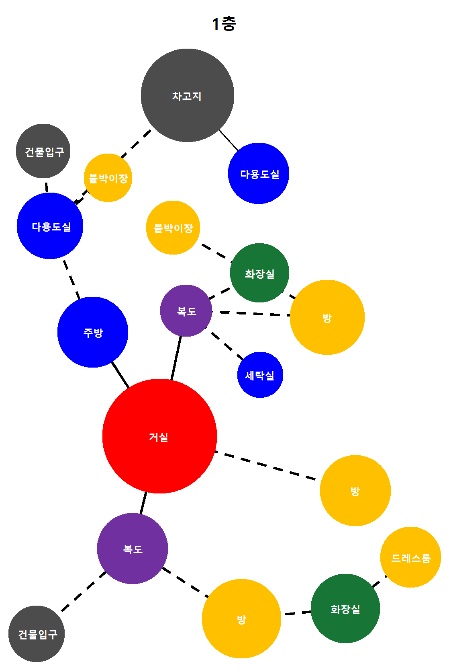 1층
차고지
건물입구
붙박이장
다용도실
다용도실
붙박이장
화장실
복도
방
주방
세탁실
거실
방
복도
드레스룸
화장실
방
건물입구